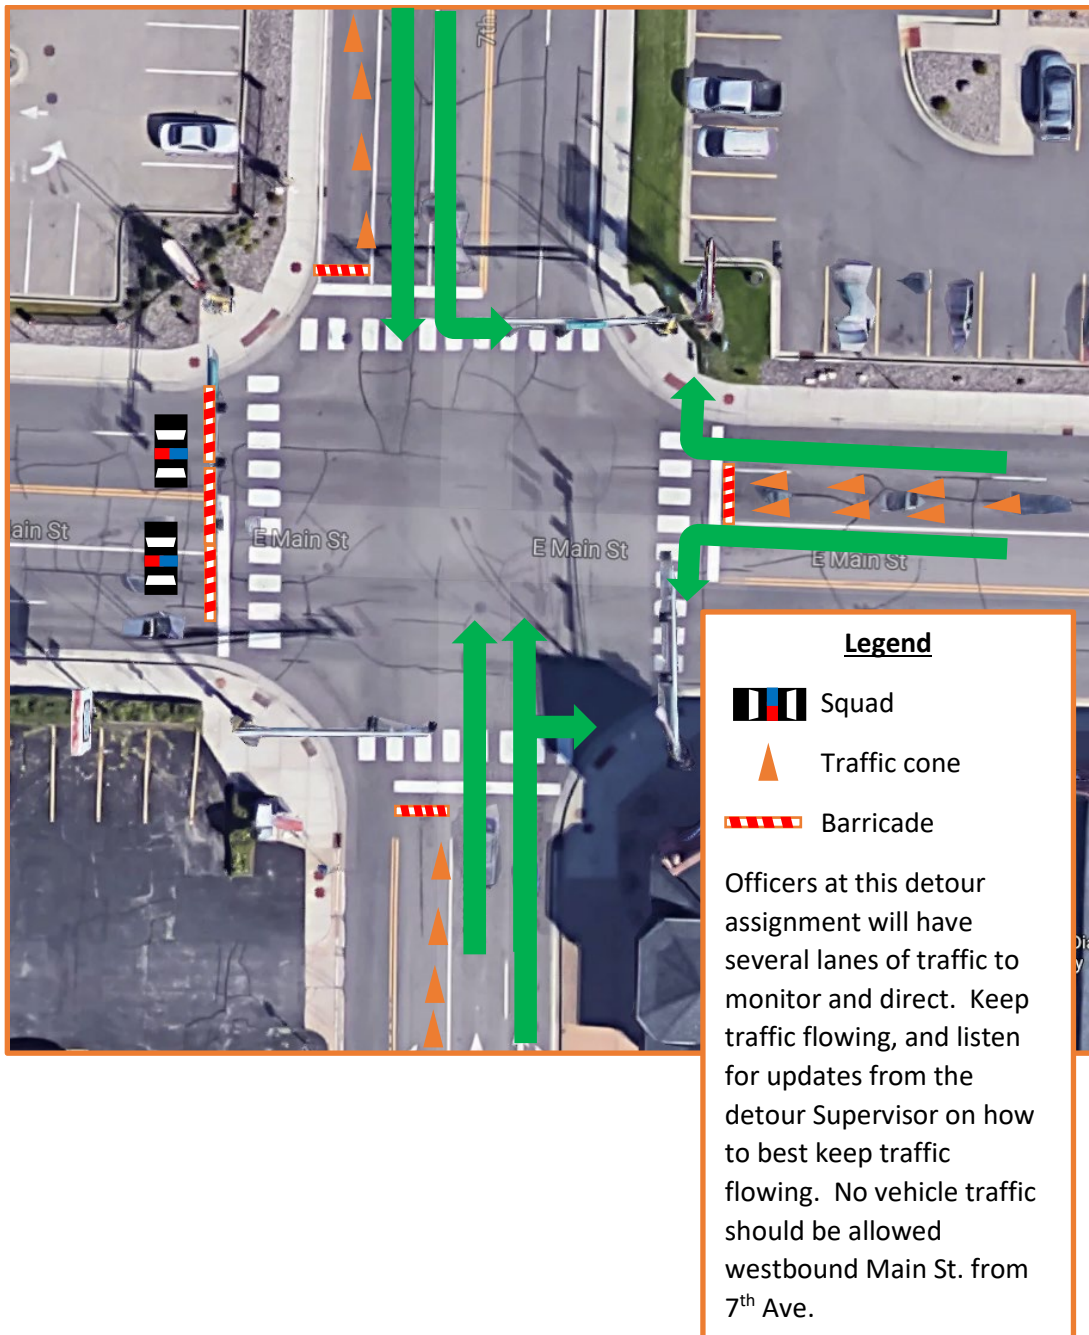 7th
ain St
E Main St
E Main St
E Main St
Legend
Squad
Traffic cone
Barricade
Officers at this detour
assignment will have
several lanes of traffic to
monitor and direct.  Keep
traffic flowing, and listen
for updates from the
detour Supervisor on how
to best keep traffic
flowing.  No vehicle traffic
should be allowed
westbound Main St. from
7th Ave.